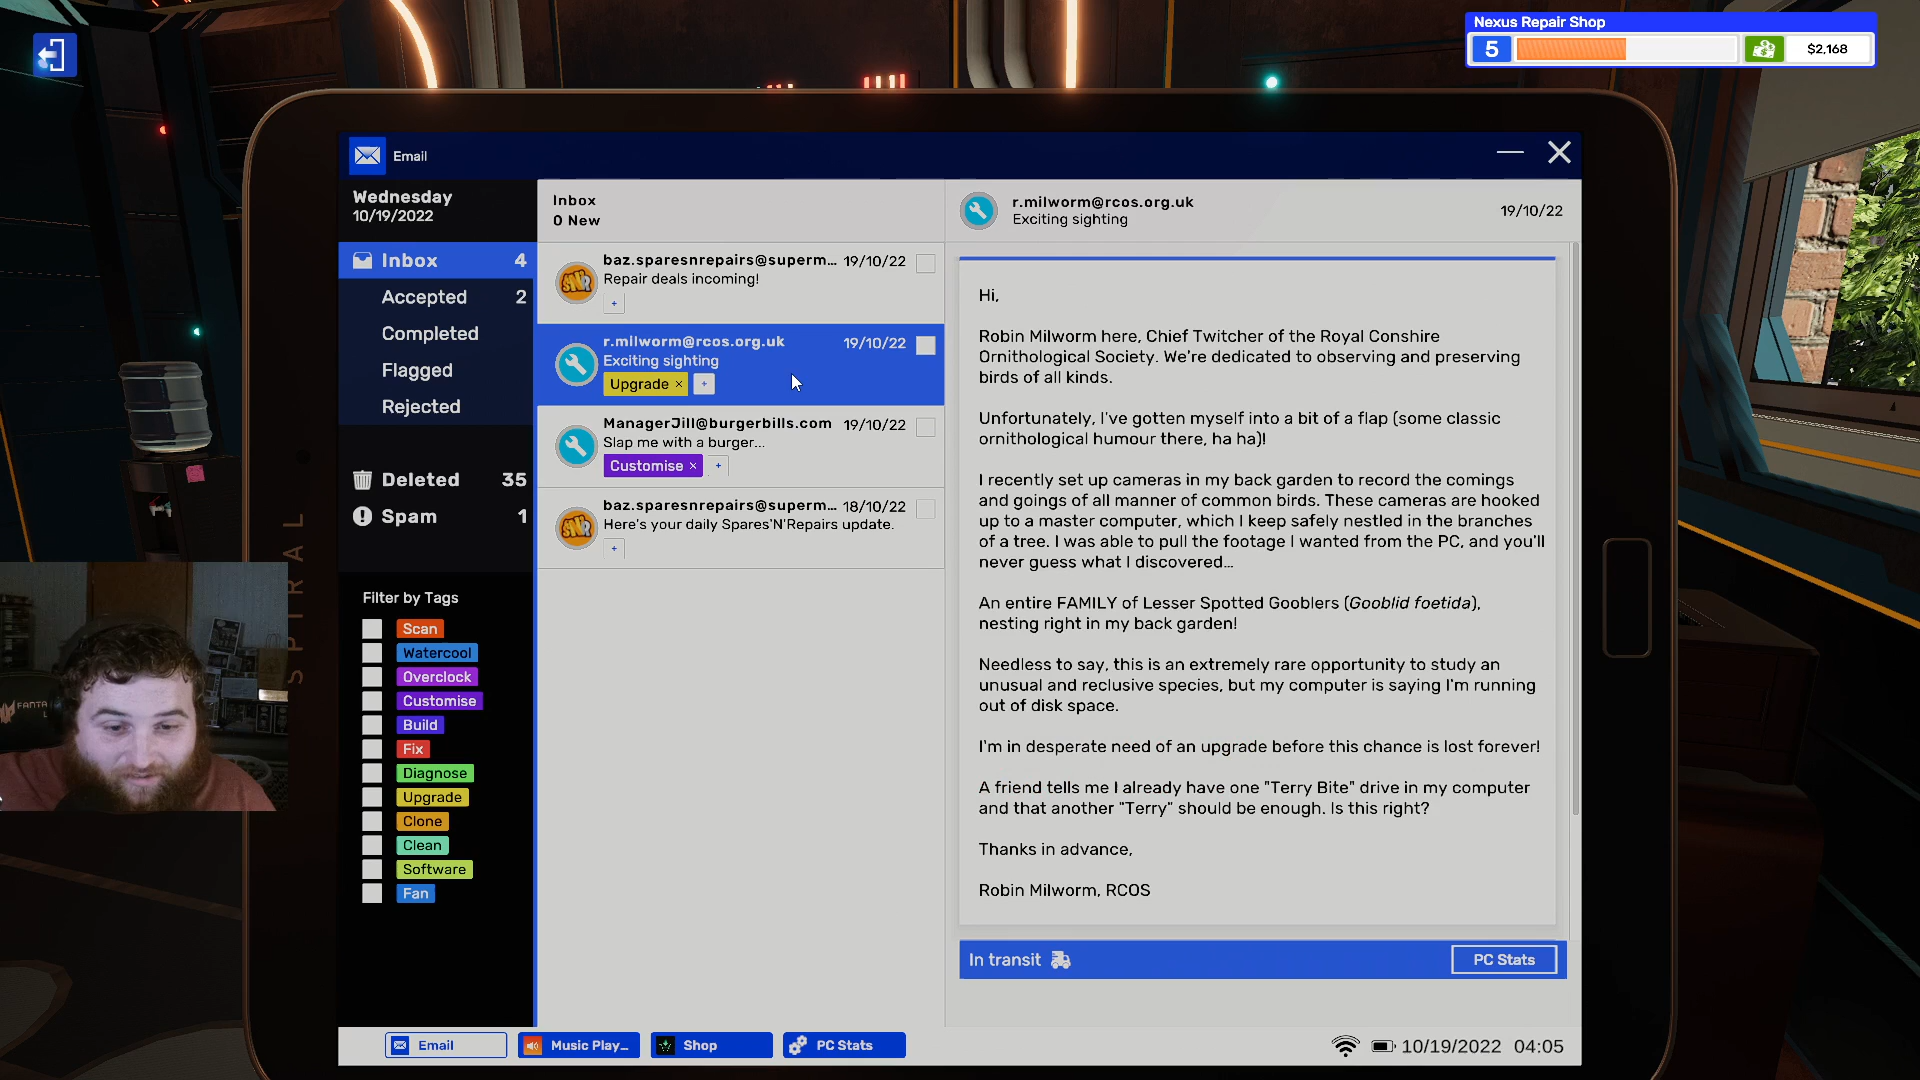 Nexus Repair Shop
5
$2,168
Email
Wednesday
10/19/2022
Inbox 4
Accepted 2
Completed
Flagged
Rejected
Deleted 35
Spam 1
Filter by Tags
Scan
Watercool
Overclock
Customise
Build
Fix
Diagnose
Upgrade
Clone
Clean
Software
Fan
Inbox
0 New
baz.sparesnrepairs@superm... 19/10/22
Repair deals incoming!
+
r.milworm@rcos.org.uk 19/10/22
Exciting sighting
Upgrade × +
ManagerJill@burgerbills.com 19/10/22
Slap me with a burger...
Customise × +
baz.sparesnrepairs@superm... 18/10/22
Here's your daily Spares'N'Repairs update.
+
r.milworm@rcos.org.uk
Exciting sighting
19/10/22
Hi,
Robin Milworm here, Chief Twitcher of the Royal Conshire
Ornithological Society. We're dedicated to observing and preserving
birds of all kinds.
Unfortunately, I've gotten myself into a bit of a flap (some classic
ornithological humour there, ha ha)!
I recently set up cameras in my back garden to record the comings
and goings of all manner of common birds. These cameras are hooked
up to a master computer, which I keep safely nestled in the branches
of a tree. I was able to pull the footage I wanted from the PC, and you'll
never guess what I discovered...
An entire FAMILY of Lesser Spotted Gooblers (Gooblid foetida),
nesting right in my back garden!
Needless to say, this is an extremely rare opportunity to study an
unusual and reclusive species, but my computer is saying I'm running
out of disk space.
I'm in desperate need of an upgrade before this chance is lost forever!
A friend tells me I already have one "Terry Bite" drive in my computer
and that another "Terry" should be enough. Is this right?
Thanks in advance,
Robin Milworm, RCOS
In transit
PC Stats
Email
Music Play...
Shop
PC Stats
10/19/2022 04:05
SPIRAL
SNR
SNR